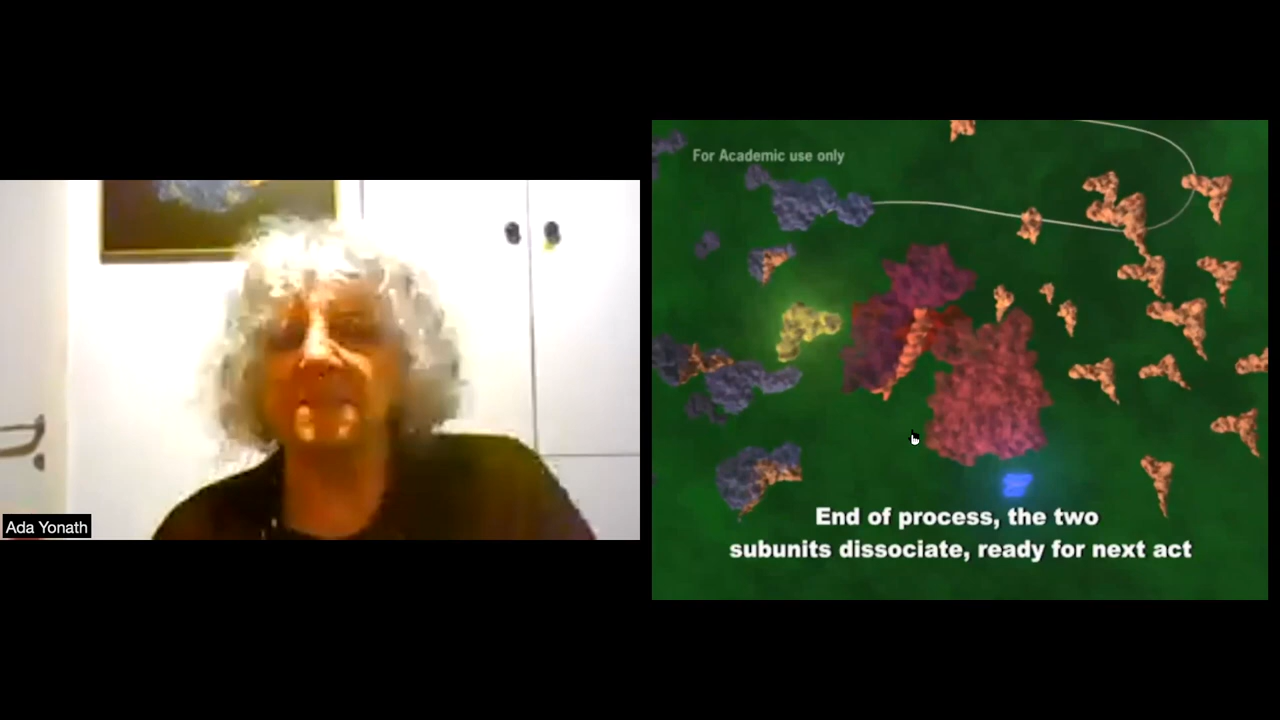 For Academic use only
Ada Yonath
End of process, the two
subunits dissociate, ready for next act